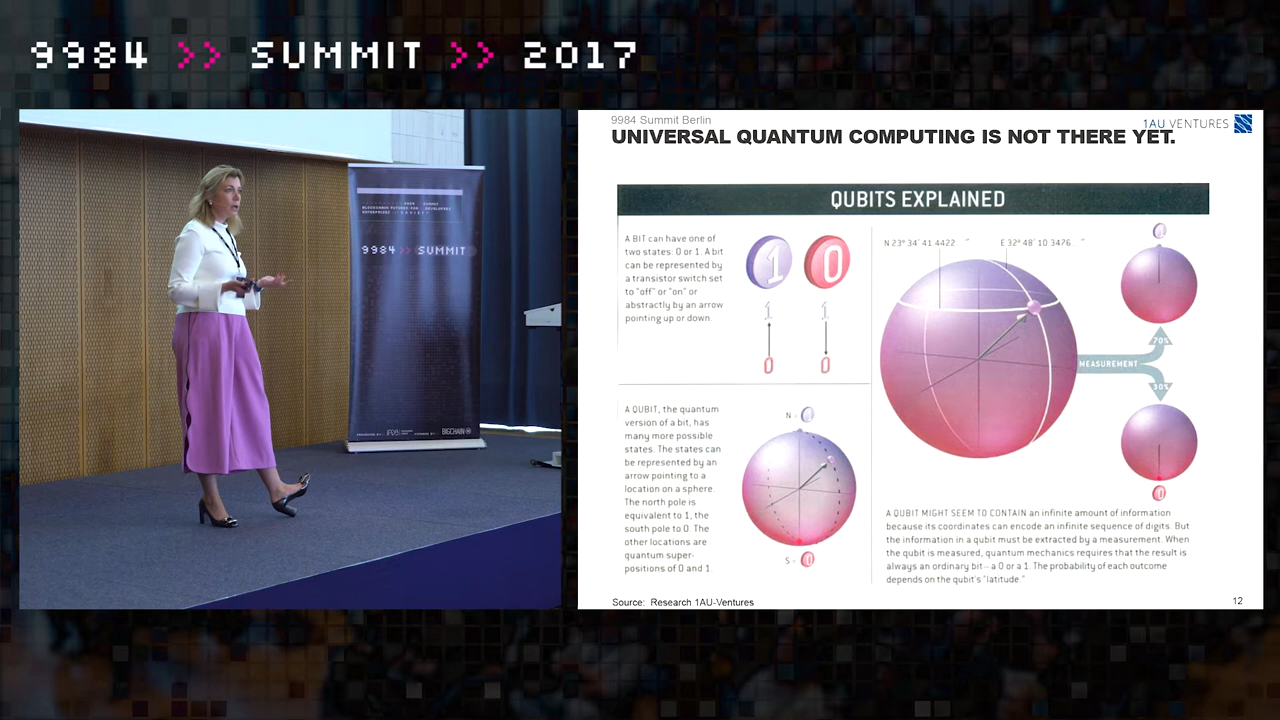 9984 >> SUMMIT >> 2017
9984 >> SUMMIT
BIGCHAIN
9984 Summit Berlin
1AU VENTURES
UNIVERSAL QUANTUM COMPUTING IS NOT THERE YET.
QUBITS EXPLAINED
A BIT can have one of
two states: 0 or 1. A bit
can be represented by
a transistor switch set
to "off" or "on" or
abstractly by an arrow
pointing up or down.
1 0
1 1
0 0
A QUBIT, the quantum
version of a bit, has
many more possible
states. The states can
be represented by an
arrow pointing to a
location on a sphere.
The north pole is
equivalent to 1, the
south pole to 0. The
other locations are
quantum super-
positions of 0 and 1
N -
S - 0
N 23° 34' 41.4422 "
E 32° 48' 10.3476 "
70%
MEASUREMENT
30%
0
A QUBIT MIGHT SEEM TO CONTAIN an infinite amount of information
because its coordinates can encode an infinite sequence of digits. But
the information in a qubit must be extracted by a measurement. When
the qubit is measured, quantum mechanics requires that the result is
always an ordinary bit-- a 0 or a 1. The probability of each outcome
depends on the qubit's "latitude."
Source: Research 1AU-Ventures
12